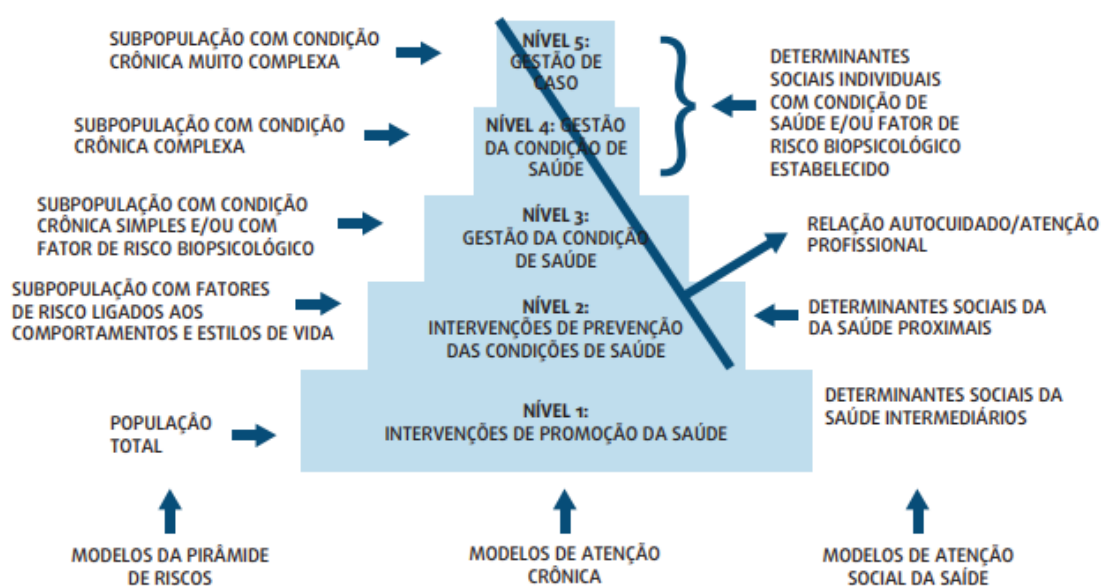 SUBPOPULAÇÃO COM CONDIÇÃO
CRÔNICA MUITO COMPLEXA
SUBPOPULAÇÃO COM CONDIÇÃO
CRÔNICA COMPLEXA
SUBPOPULAÇÃO COM CONDIÇÃO
CRÔNICA SIMPLES E/OU COM
FATOR DE RISCO BIOPSICOLÓGICO
SUBPOPULAÇÃO COM FATORES
DE RISCO LIGADOS AOS
COMPORTAMENTOS E ESTILOS DE VIDA
POPULAÇÂO
TOTAL
MODELOS DA PIRÂMIDE
DE RISCOS
NÍVEL 5:
GESTÃO DE
CASO
NÍVEL 4: GESTÃO
DA CONDIÇÃO DE
SAÚDE
NÍVEL 3:
GESTÃO DA CONDIÇÃO
DE SAÚDE
NÍVEL 2:
INTERVENÇÕES DE PREVENÇÃO
DAS CONDIÇÕES DE SAÚDE
NÍVEL 1:
INTERVENÇÕES DE PROMOÇÃO DA SAÚDE
MODELOS DE ATENÇÃO
CRÔNICA
DETERMINANTES
SOCIAIS INDIVIDUAIS
COM CONDIÇÃO DE
SAÚDE E/OU FATOR DE
RISCO BIOPSICOLÓGICO
ESTABELECIDO
RELAÇÃO AUTOCUIDADO/ATENÇÃO
PROFISSIONAL
DETERMINANTES SOCIAIS DA
DA SAÚDE PROXIMAIS
DETERMINANTES SOCIAIS DA
SAÚDE INTERMEDIÁRIOS
MODELOS DE ATENÇÃO
SOCIAL DA SAÍDE